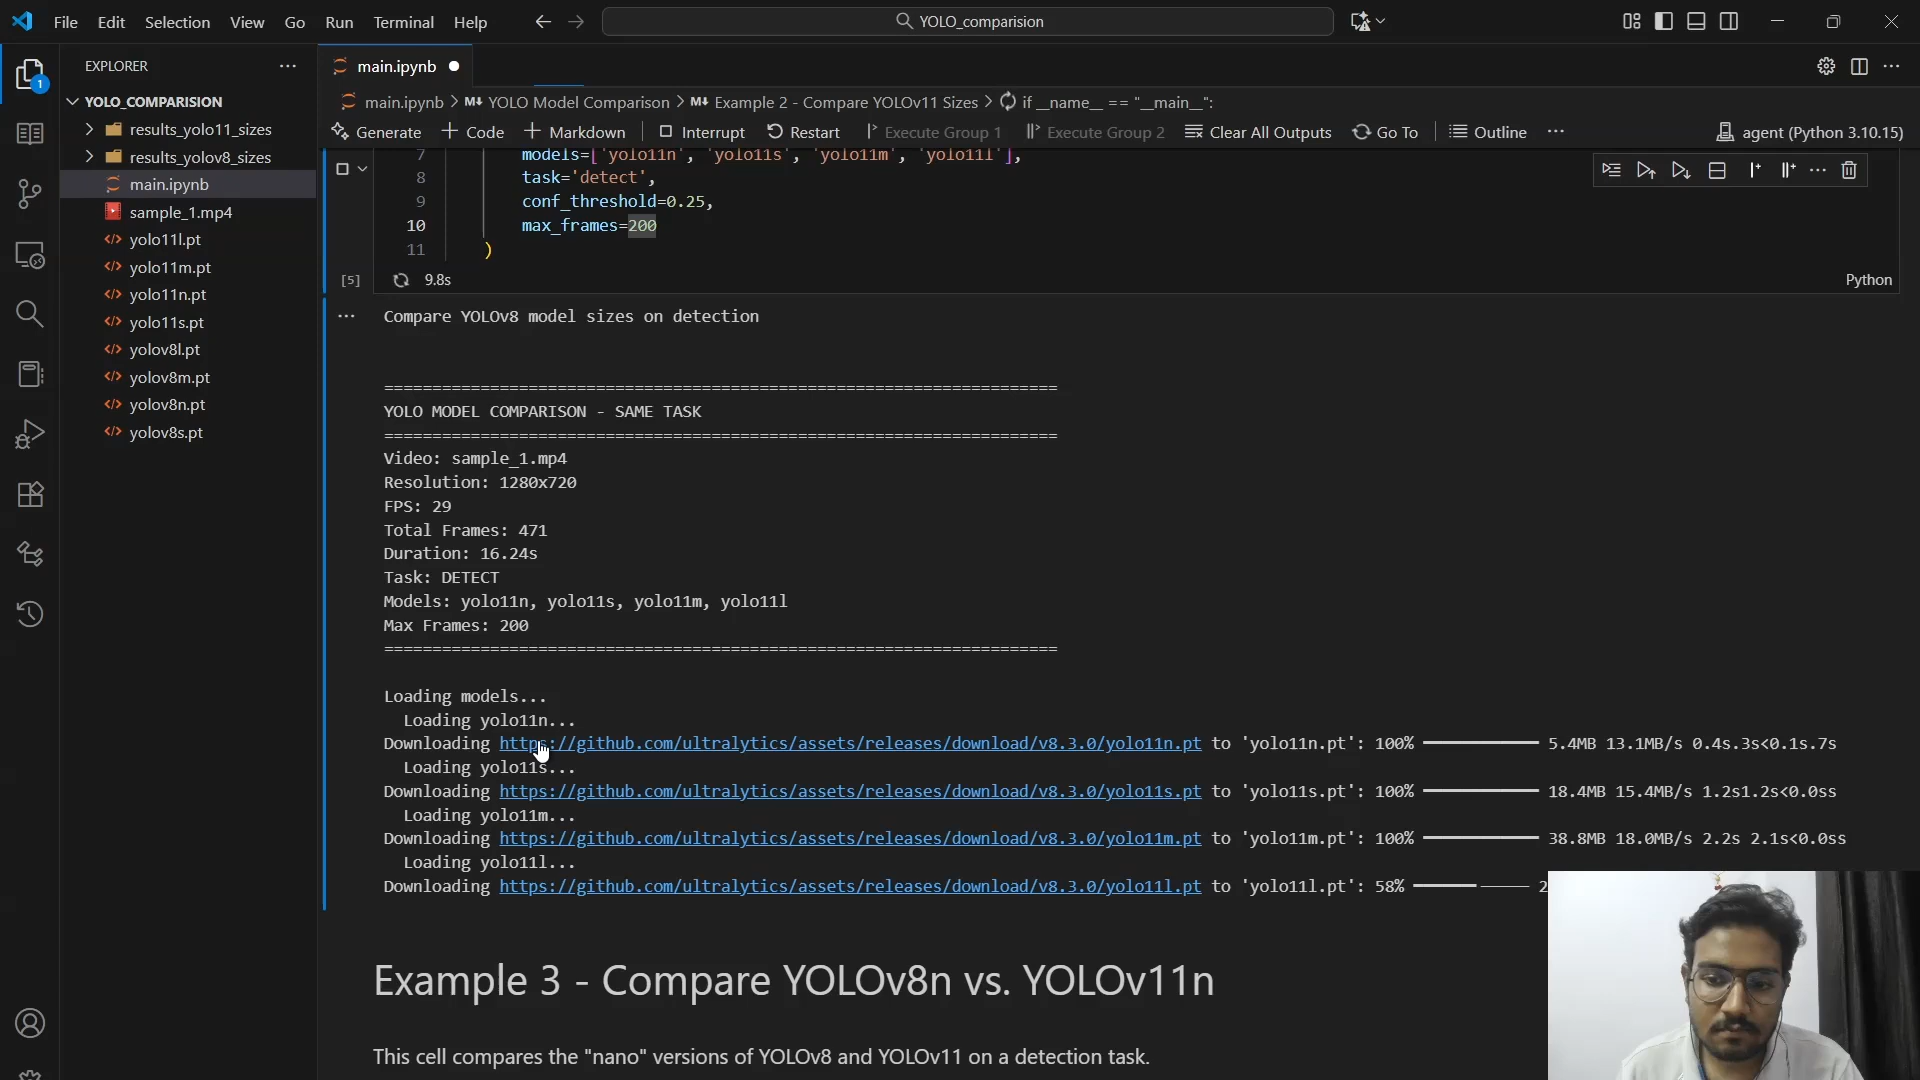 File Edit Selection View Go Run Terminal Help
YOLO_comparision
EXPLORER
1
YOLO_COMPARISION
results_yolo11_sizes
results_yolov8_sizes
main.ipynb
sample_1.mp4
yolo11l.pt
yolo11m.pt
yolo11n.pt
yolo11s.pt
yolov8l.pt
yolov8m.pt
yolov8n.pt
yolov8s.pt
main.ipynb
main.ipynb > M↓ YOLO Model Comparison > M↓ Example 2 - Compare YOLOv11 Sizes > if __name__ == "__main__":
Generate + Code + Markdown Interrupt Restart Execute Group 1 Execute Group 2 Clear All Outputs Go To Outline ... agent (Python 3.10.15)
7 models=['yolo11n', 'yolo11s', 'yolo11m', 'yolo11l'],
8 task='detect',
9 conf_threshold=0.25,
10 max_frames=200
11 )
[5] 9.8s Python
Compare YOLOv8 model sizes on detection
======================================================================
YOLO MODEL COMPARISON - SAME TASK
======================================================================
Video: sample_1.mp4
Resolution: 1280x720
FPS: 29
Total Frames: 471
Duration: 16.24s
Task: DETECT
Models: yolo11n, yolo11s, yolo11m, yolo11l
Max Frames: 200
======================================================================
Loading models...
Loading yolo11n...
Downloading https://github.com/ultralytics/assets/releases/download/v8.3.0/yolo11n.pt to 'yolo11n.pt': 100% ━━━━━━━━━━━━ 5.4MB 13.1MB/s 0.4s.3s<0.1s.7s
Loading yolo11s...
Downloading https://github.com/ultralytics/assets/releases/download/v8.3.0/yolo11s.pt to 'yolo11s.pt': 100% ━━━━━━━━━━━━ 18.4MB 15.4MB/s 1.2s1.2s<0.0ss
Loading yolo11m...
Downloading https://github.com/ultralytics/assets/releases/download/v8.3.0/yolo11m.pt to 'yolo11m.pt': 100% ━━━━━━━━━━━━ 38.8MB 18.0MB/s 2.2s 2.1s<0.0ss
Loading yolo11l...
Downloading https://github.com/ultralytics/assets/releases/download/v8.3.0/yolo11l.pt to 'yolo11l.pt': 58% ━━━━━━╸───── 2
Example 3 - Compare YOLOv8n vs. YOLOv11n
This cell compares the "nano" versions of YOLOv8 and YOLOv11 on a detection task.